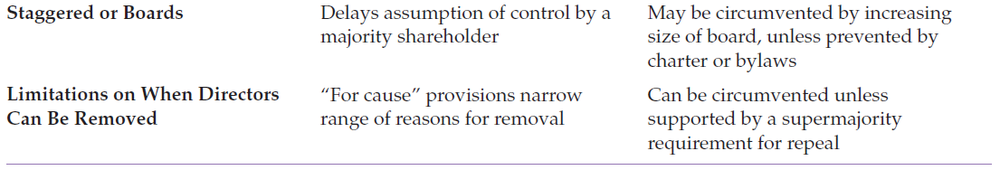 Staggered or Boards
Delays assumption of control by a
majority shareholder
May be circumvented by increasing
size of board, unless prevented by
charter or bylaws
Limitations on When Directors
Can Be Removed
“For cause” provisions narrow
range of reasons for removal
Can be circumvented unless
supported by a supermajority
requirement for repeal